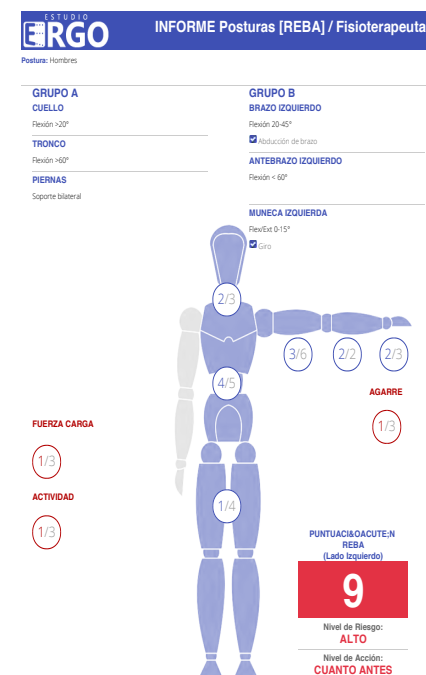 ESTUDIO
ERGO
INFORME Posturas [REBA] / Fisioterapeuta
Postura: Hombres
GRUPO A
CUELLO
Flexión >20°
TRONCO
Flexión >60°
PIERNAS
Soporte bilateral
GRUPO B
BRAZO IZQUIERDO
Flexión 20-45°
Abducción de brazo
ANTEBRAZO IZQUIERDO
Flexión < 60°
MUNECA IZQUIERDA
Flex/Ext 0-15°
Giro
2/3
3/6
2/2
2/3
4/5
AGARRE
1/3
FUERZA CARGA
1/3
ACTIVIDAD
1/3
1/4
PUNTUACI&OACUTE;N
REBA
(Lado Izquierdo)
9
Nivel de Riesgo:
ALTO
Nivel de Acción:
CUANTO ANTES